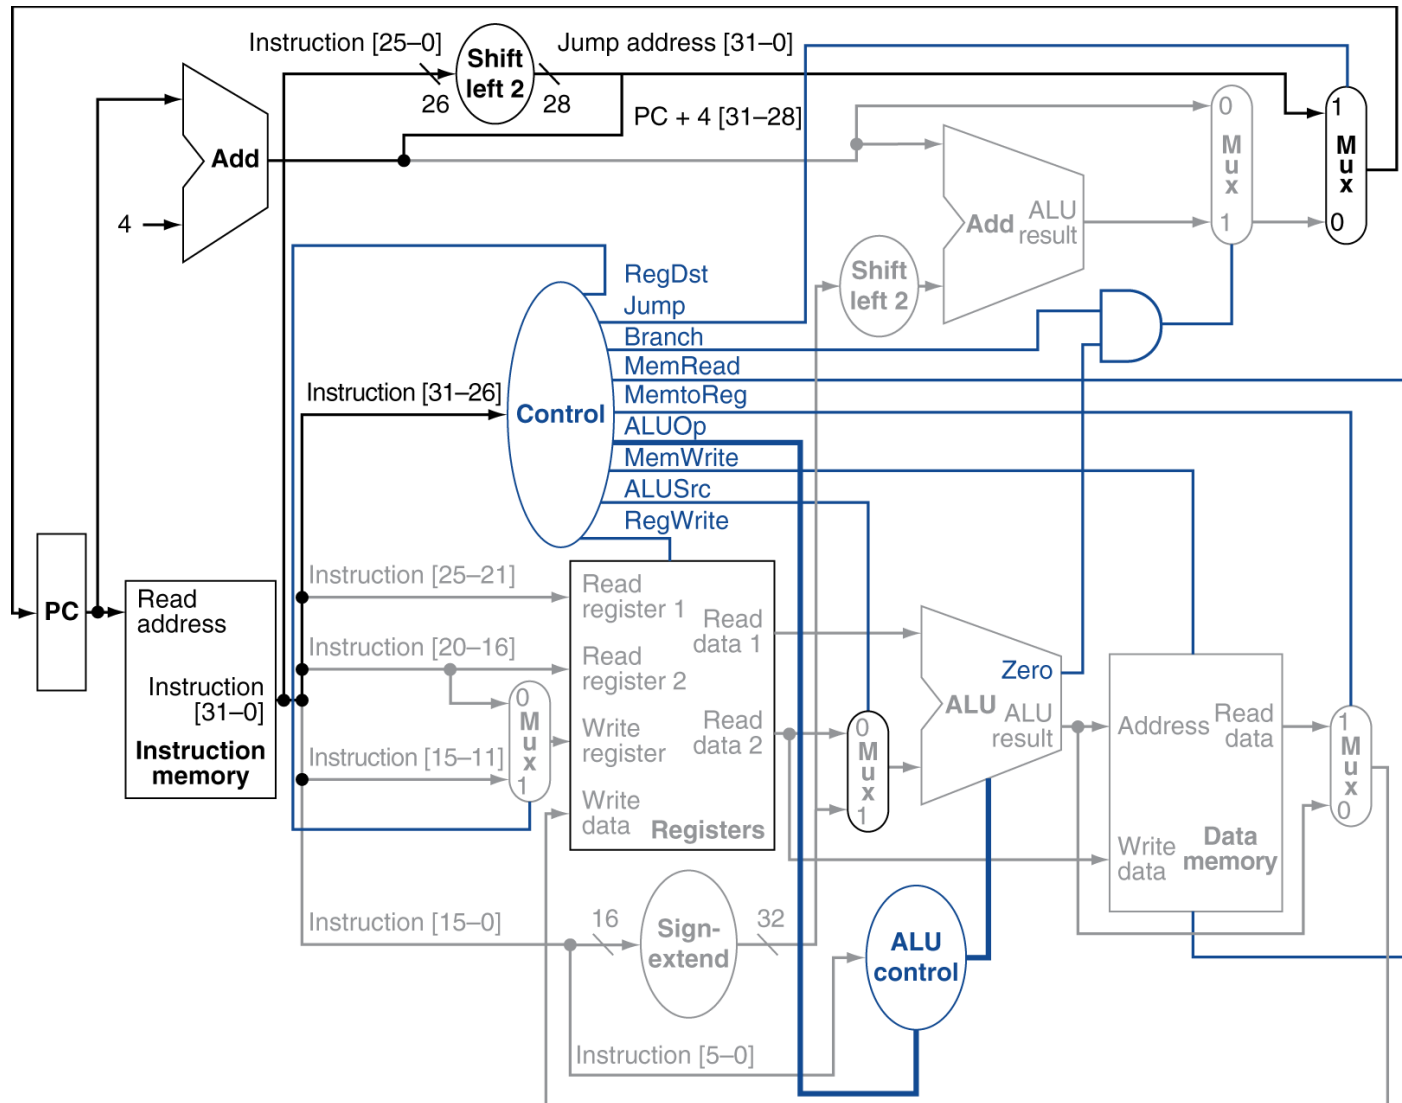 Instruction [25–0]
Shift
left 2
Jump address [31–0]
26
28
PC + 4 [31–28]
Add
4
0
M
u
x
1
1
M
u
x
0
Add
ALU
result
Shift
left 2
RegDst
Jump
Branch
MemRead
MemtoReg
ALUOp
MemWrite
ALUSrc
RegWrite
Instruction [31–26]
Control
PC
Read
address
Instruction
[31–0]
Instruction
memory
Instruction [25–21]
Instruction [20–16]
Instruction [15–11]
0
M
u
x
1
Read
register 1
Read
register 2
Write
register
Write
data
Read
data 1
Read
data 2
Registers
0
M
u
x
1
Zero
ALU
ALU
result
Address
Read
data
Write
data
Data
memory
1
M
u
x
0
Instruction [15–0]
16
Sign-
extend
32
ALU
control
Instruction [5–0]